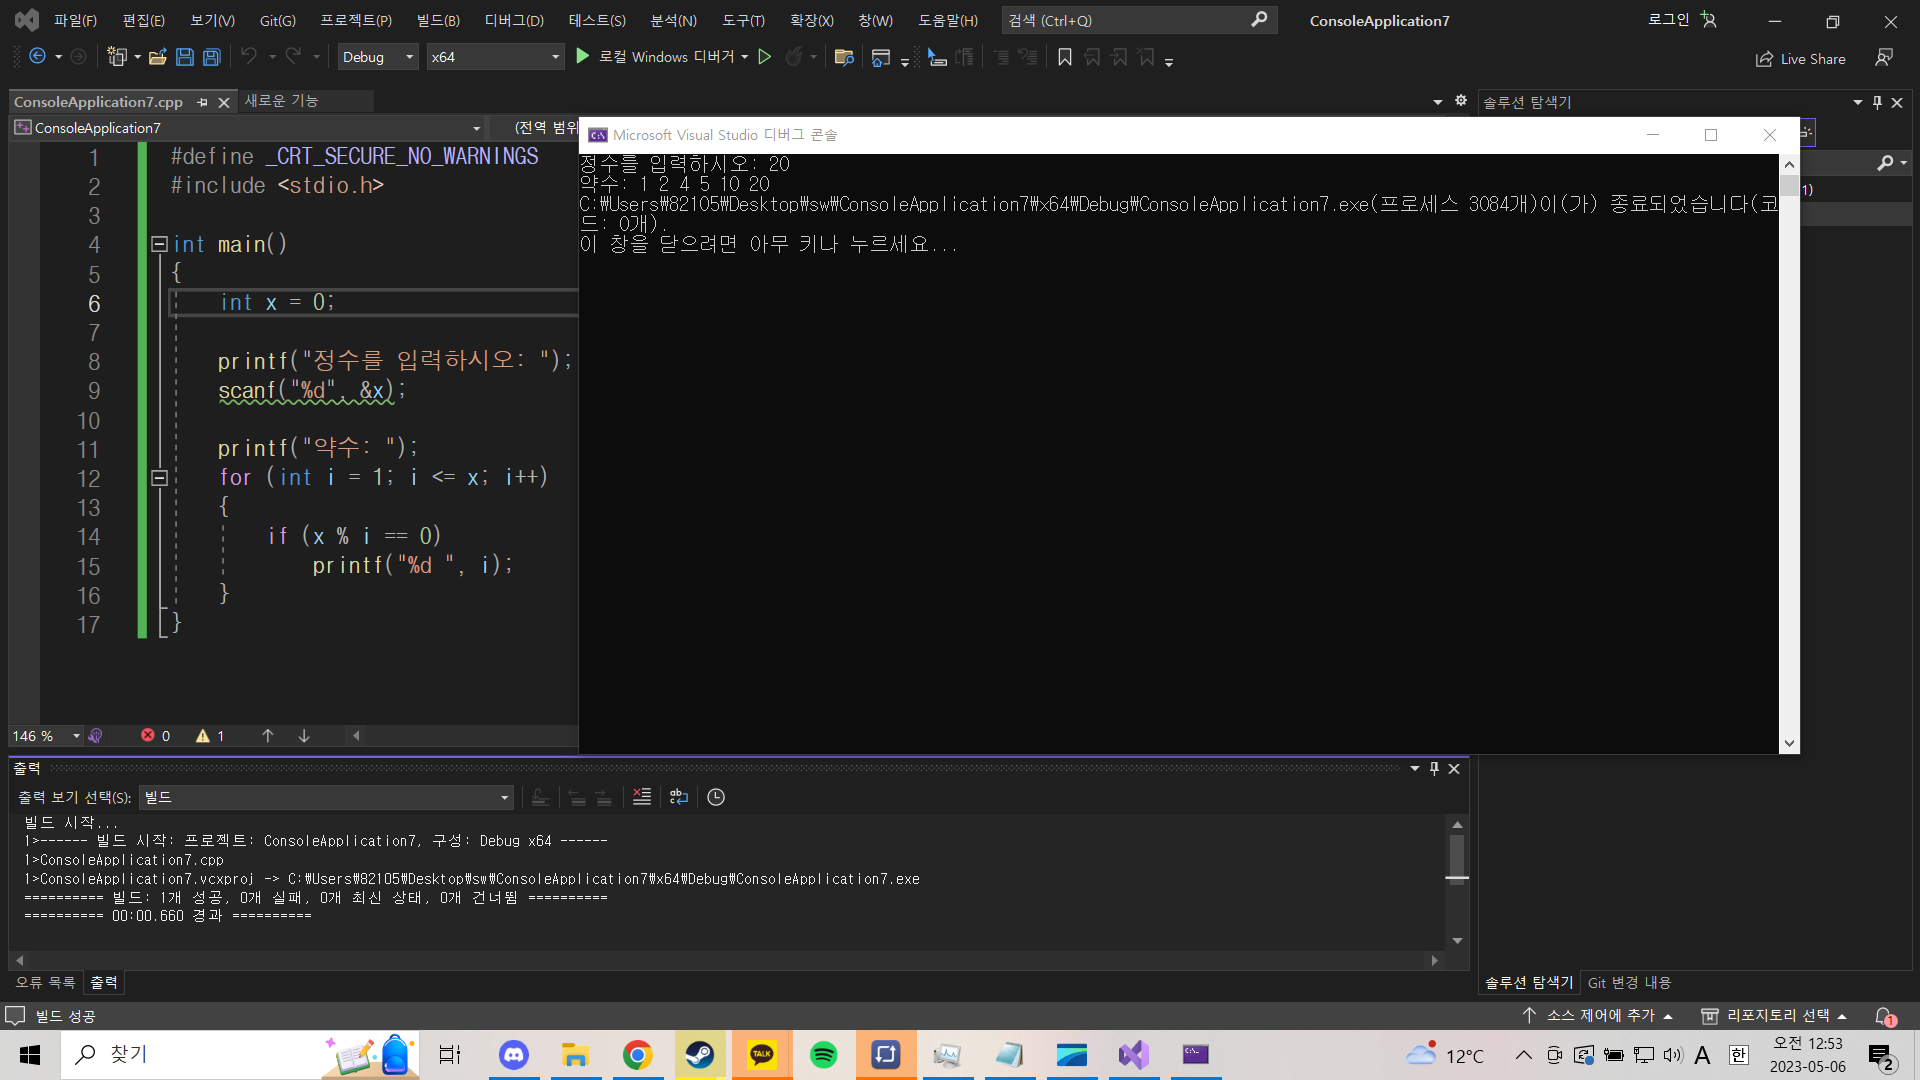 파일(F) 편집(E) 보기(V) Git(G) 프로젝트(P) 빌드(B) 디버그(D) 테스트(S) 분석(N) 도구(T) 확장(X) 창(W) 도움말(H) 검색 (Ctrl+Q) ConsoleApplication7 로그인
Debug x64 로컬 Windows 디버거 Live Share
ConsoleApplication7.cpp 새로운 기능 솔루션 탐색기
ConsoleApplication7 (전역 범위
Microsoft Visual Studio 디버그 콘솔
정수를 입력하시오: 20
약수: 1 2 4 5 10 20
C:\Users\82105\Desktop\sw\ConsoleApplication7\x64\Debug\ConsoleApplication7.exe(프로세스 3084개)이(가) 종료되었습니다(코
드: 0개).
이 창을 닫으려면 아무 키나 누르세요...
1)
1 #define _CRT_SECURE_NO_WARNINGS
2 #include <stdio.h>
3
4 int main()
5 {
6 int x = 0;
7
8 printf("정수를 입력하시오: ");
9 scanf("%d", &x);
10
11 printf("약수: ");
12 for (int i = 1; i <= x; i++)
13 {
14 if (x % i == 0)
15 printf("%d ", i);
16 }
17 }
146 % 0 1
출력
출력 보기 선택(S): 빌드
빌드 시작...
1>------ 빌드 시작: 프로젝트: ConsoleApplication7, 구성: Debug x64 ------
1>ConsoleApplication7.cpp
1>ConsoleApplication7.vcxproj -> C:\Users\82105\Desktop\sw\ConsoleApplication7\x64\Debug\ConsoleApplication7.exe
========== 빌드: 1개 성공, 0개 실패, 0개 최신 상태, 0개 건너뜀 ==========
========== 00:00.660 경과 ==========
오류 목록 출력 솔루션 탐색기 Git 변경 내용
빌드 성공 소스 제어에 추가 리포지토리 선택 1
찾기 TALK 12°C A 한 오전 12:53
2023-05-06 2